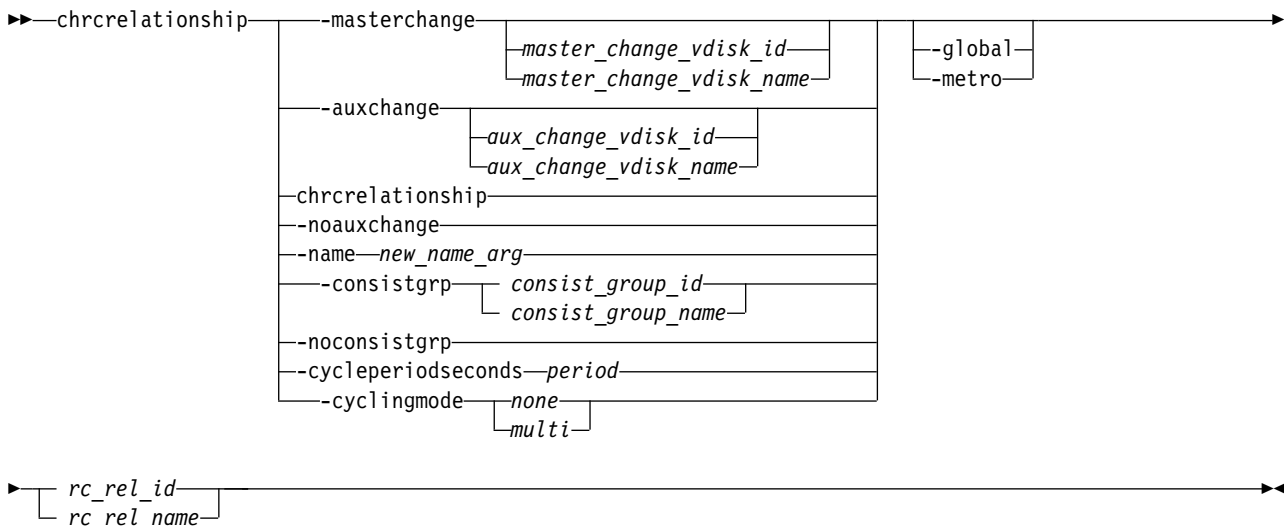 chrcrelationship -masterchange
master_change_vdisk_id -global
master_change_vdisk_name -metro
-auxchange
aux_change_vdisk_id
aux_change_vdisk_name
chrcrelationship
-noauxchange
-name new_name_arg
-consistgrp consist_group_id
consist_group_name
-noconsistgrp
-cycleperiodseconds period
-cyclingmode none
multi
rc_rel_id
rc_rel_name